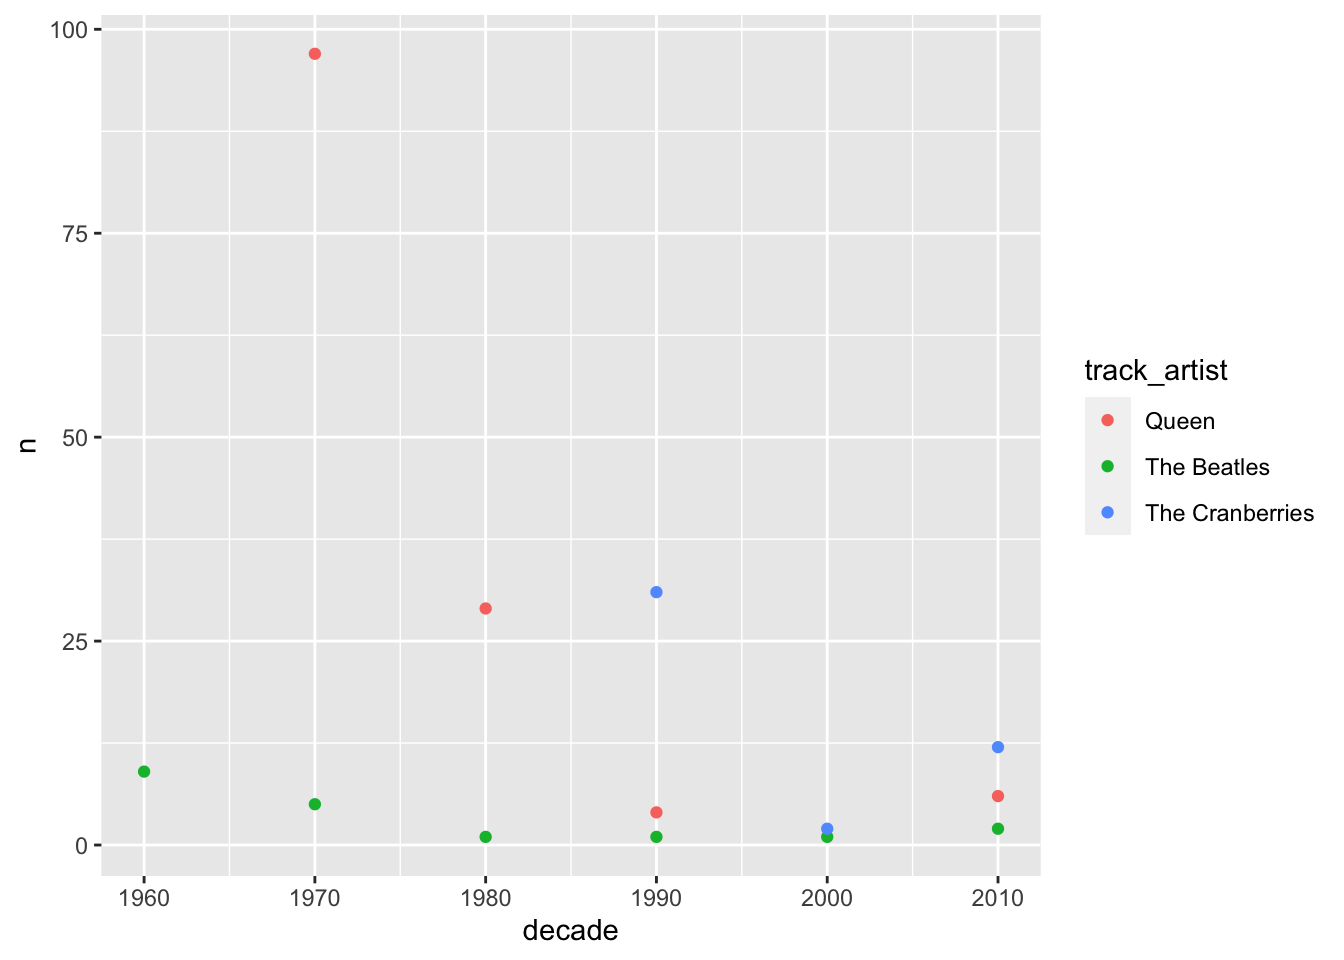 100
75
50
25
0
n
1960 1970 1980 1990 2000 2010
decade
track_artist
Queen
The Beatles
The Cranberries